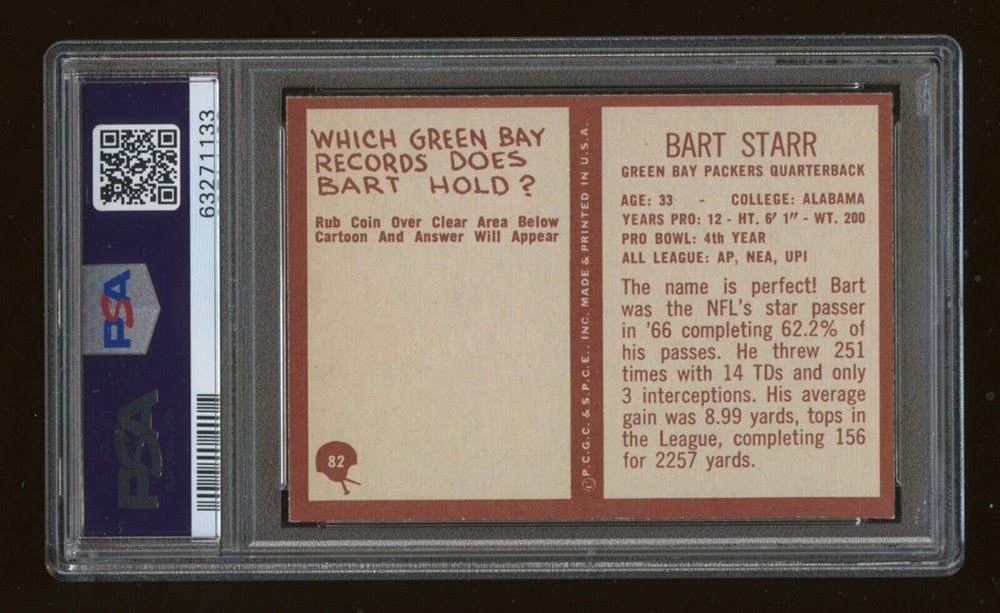 63271133
PSA
PSA
WHICH GREEN BAY
RECORDS DOES
BART HOLD?
Rub Coin Over Clear Area Below
Cartoon And Answer Will Appear
82
Ⓟ P.C.G.C. & S.P.C.E., INC. MADE & PRINTED IN U.S.A.
BART STARR
GREEN BAY PACKERS QUARTERBACK
AGE: 33 - COLLEGE: ALABAMA
YEARS PRO: 12 - HT. 6' 1" - WT. 200
PRO BOWL: 4th YEAR
ALL LEAGUE: AP, NEA, UPI
The name is perfect! Bart
was the NFL's star passer
in '66 completing 62.2% of
his passes. He threw 251
times with 14 TDs and only
3 interceptions. His average
gain was 8.99 yards, tops in
the League, completing 156
for 2257 yards.